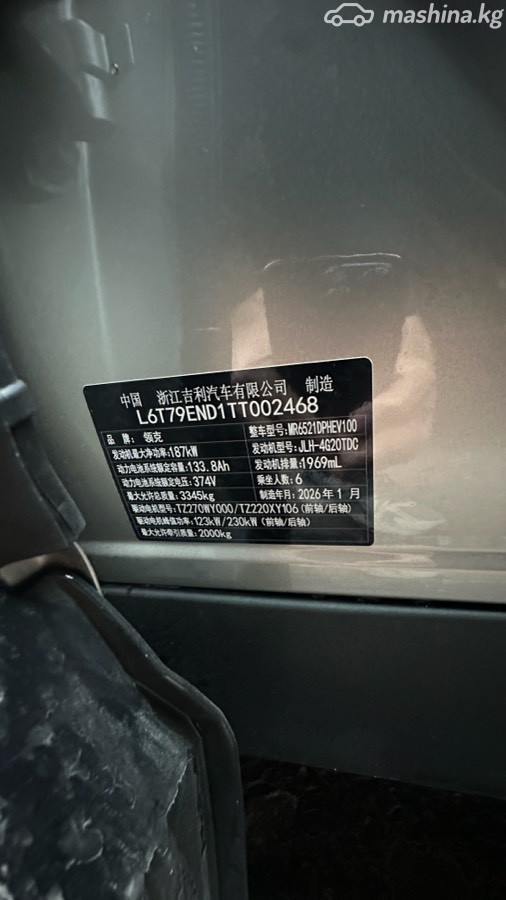 mashina.kg
中国 浙江吉利汽车有限公司 制造
L6T79END1TT002468
品牌:领克 整车型号:MR6521DPHEV100
发动机最大净功率:187kW 发动机型号:JLH-4G20TDC
动力电池系统额定容量:133.8Ah 发动机排量:1969mL
动力电池系统额定电压:374V 乘坐人数:6
最大允许总质量:3345kg 制造年月:2026年1月
驱动电机型号:TZ270WY000/TZ220XY106(前轴/后轴)
驱动电机峰值功率:123kW/230kW(前轴/后轴)
最大允许牵引质量:2000kg